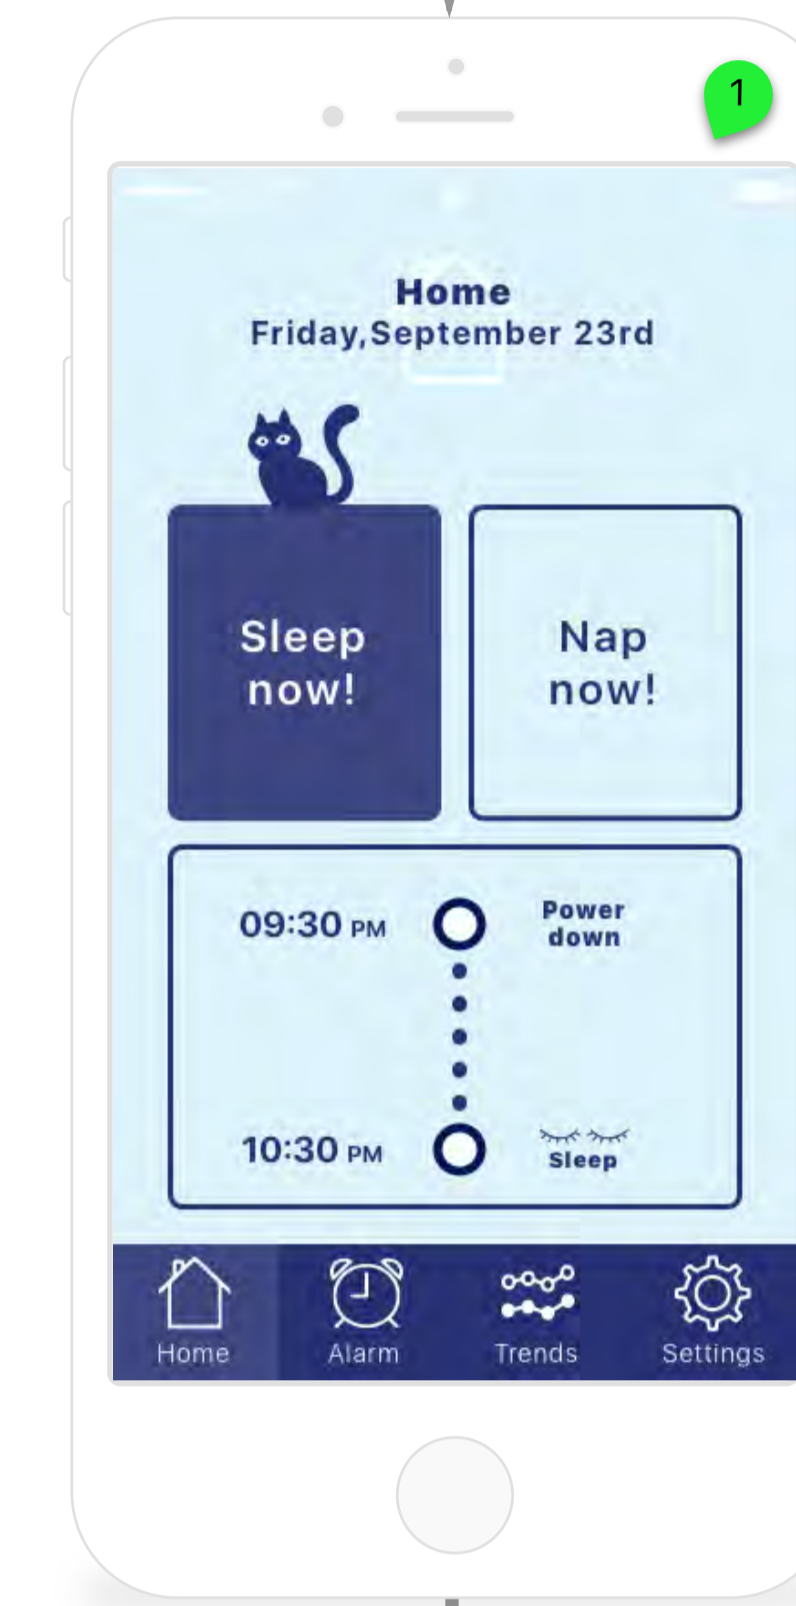 1
Home
Friday,September 23rd
Sleep
now!
Nap
now!
09:30 PM
Power
down
10:30 PM
Sleep
Home
Alarm
Trends
Settings